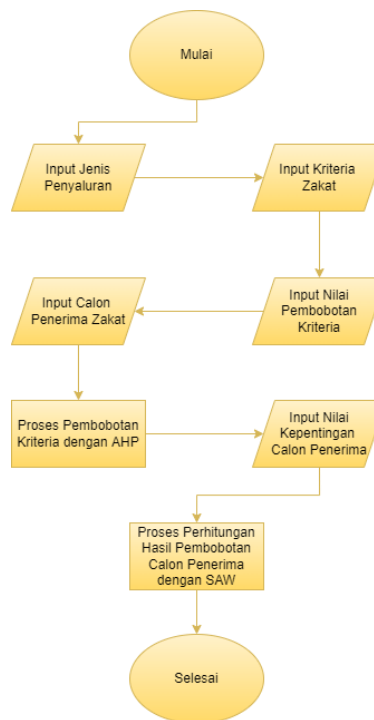 Mulai
Input Jenis
Penyaluran
Input Kriteria
Zakat
Input Nilai
Pembobotan
Kriteria
Input Calon
Penerima Zakat
Proses Pembobotan
Kriteria dengan AHP
Input Nilai
Kepentingan
Calon Penerima
Proses Perhitungan
Hasil Pembobotan
Calon Penerima
dengan SAW
Selesai